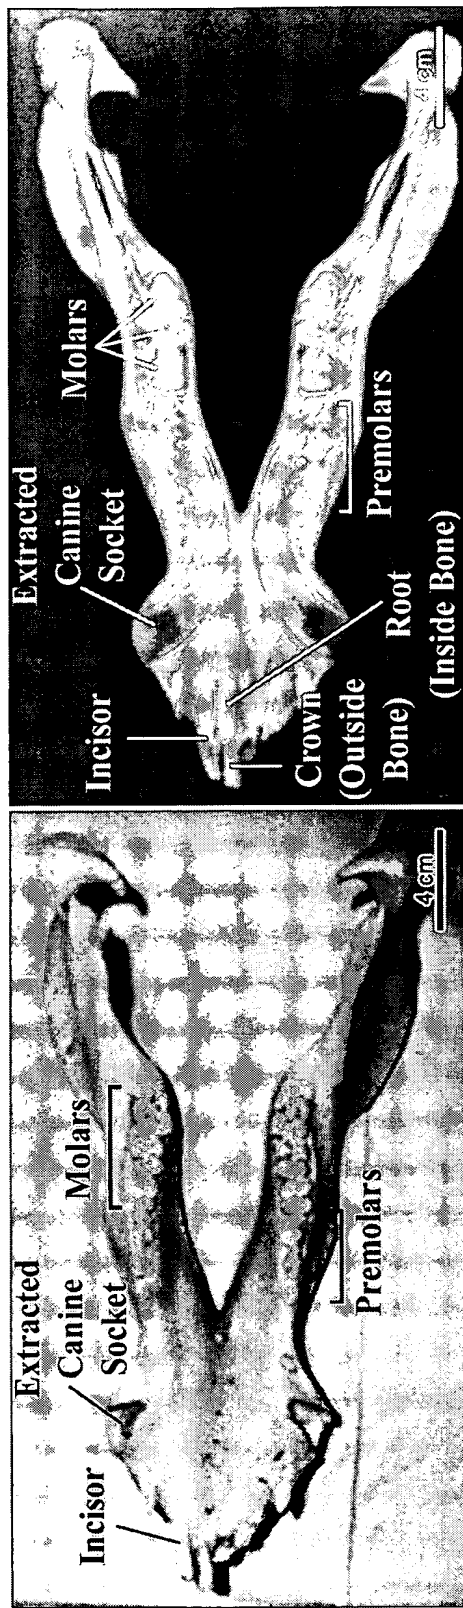 Extracted
Canine
Socket
Incisor
Molars
Premolars
4 cm
Extracted
Canine
Socket
Incisor
Molars
Crown
(Outside
Bone)
Root
(Inside Bone)
Premolars
4 cm